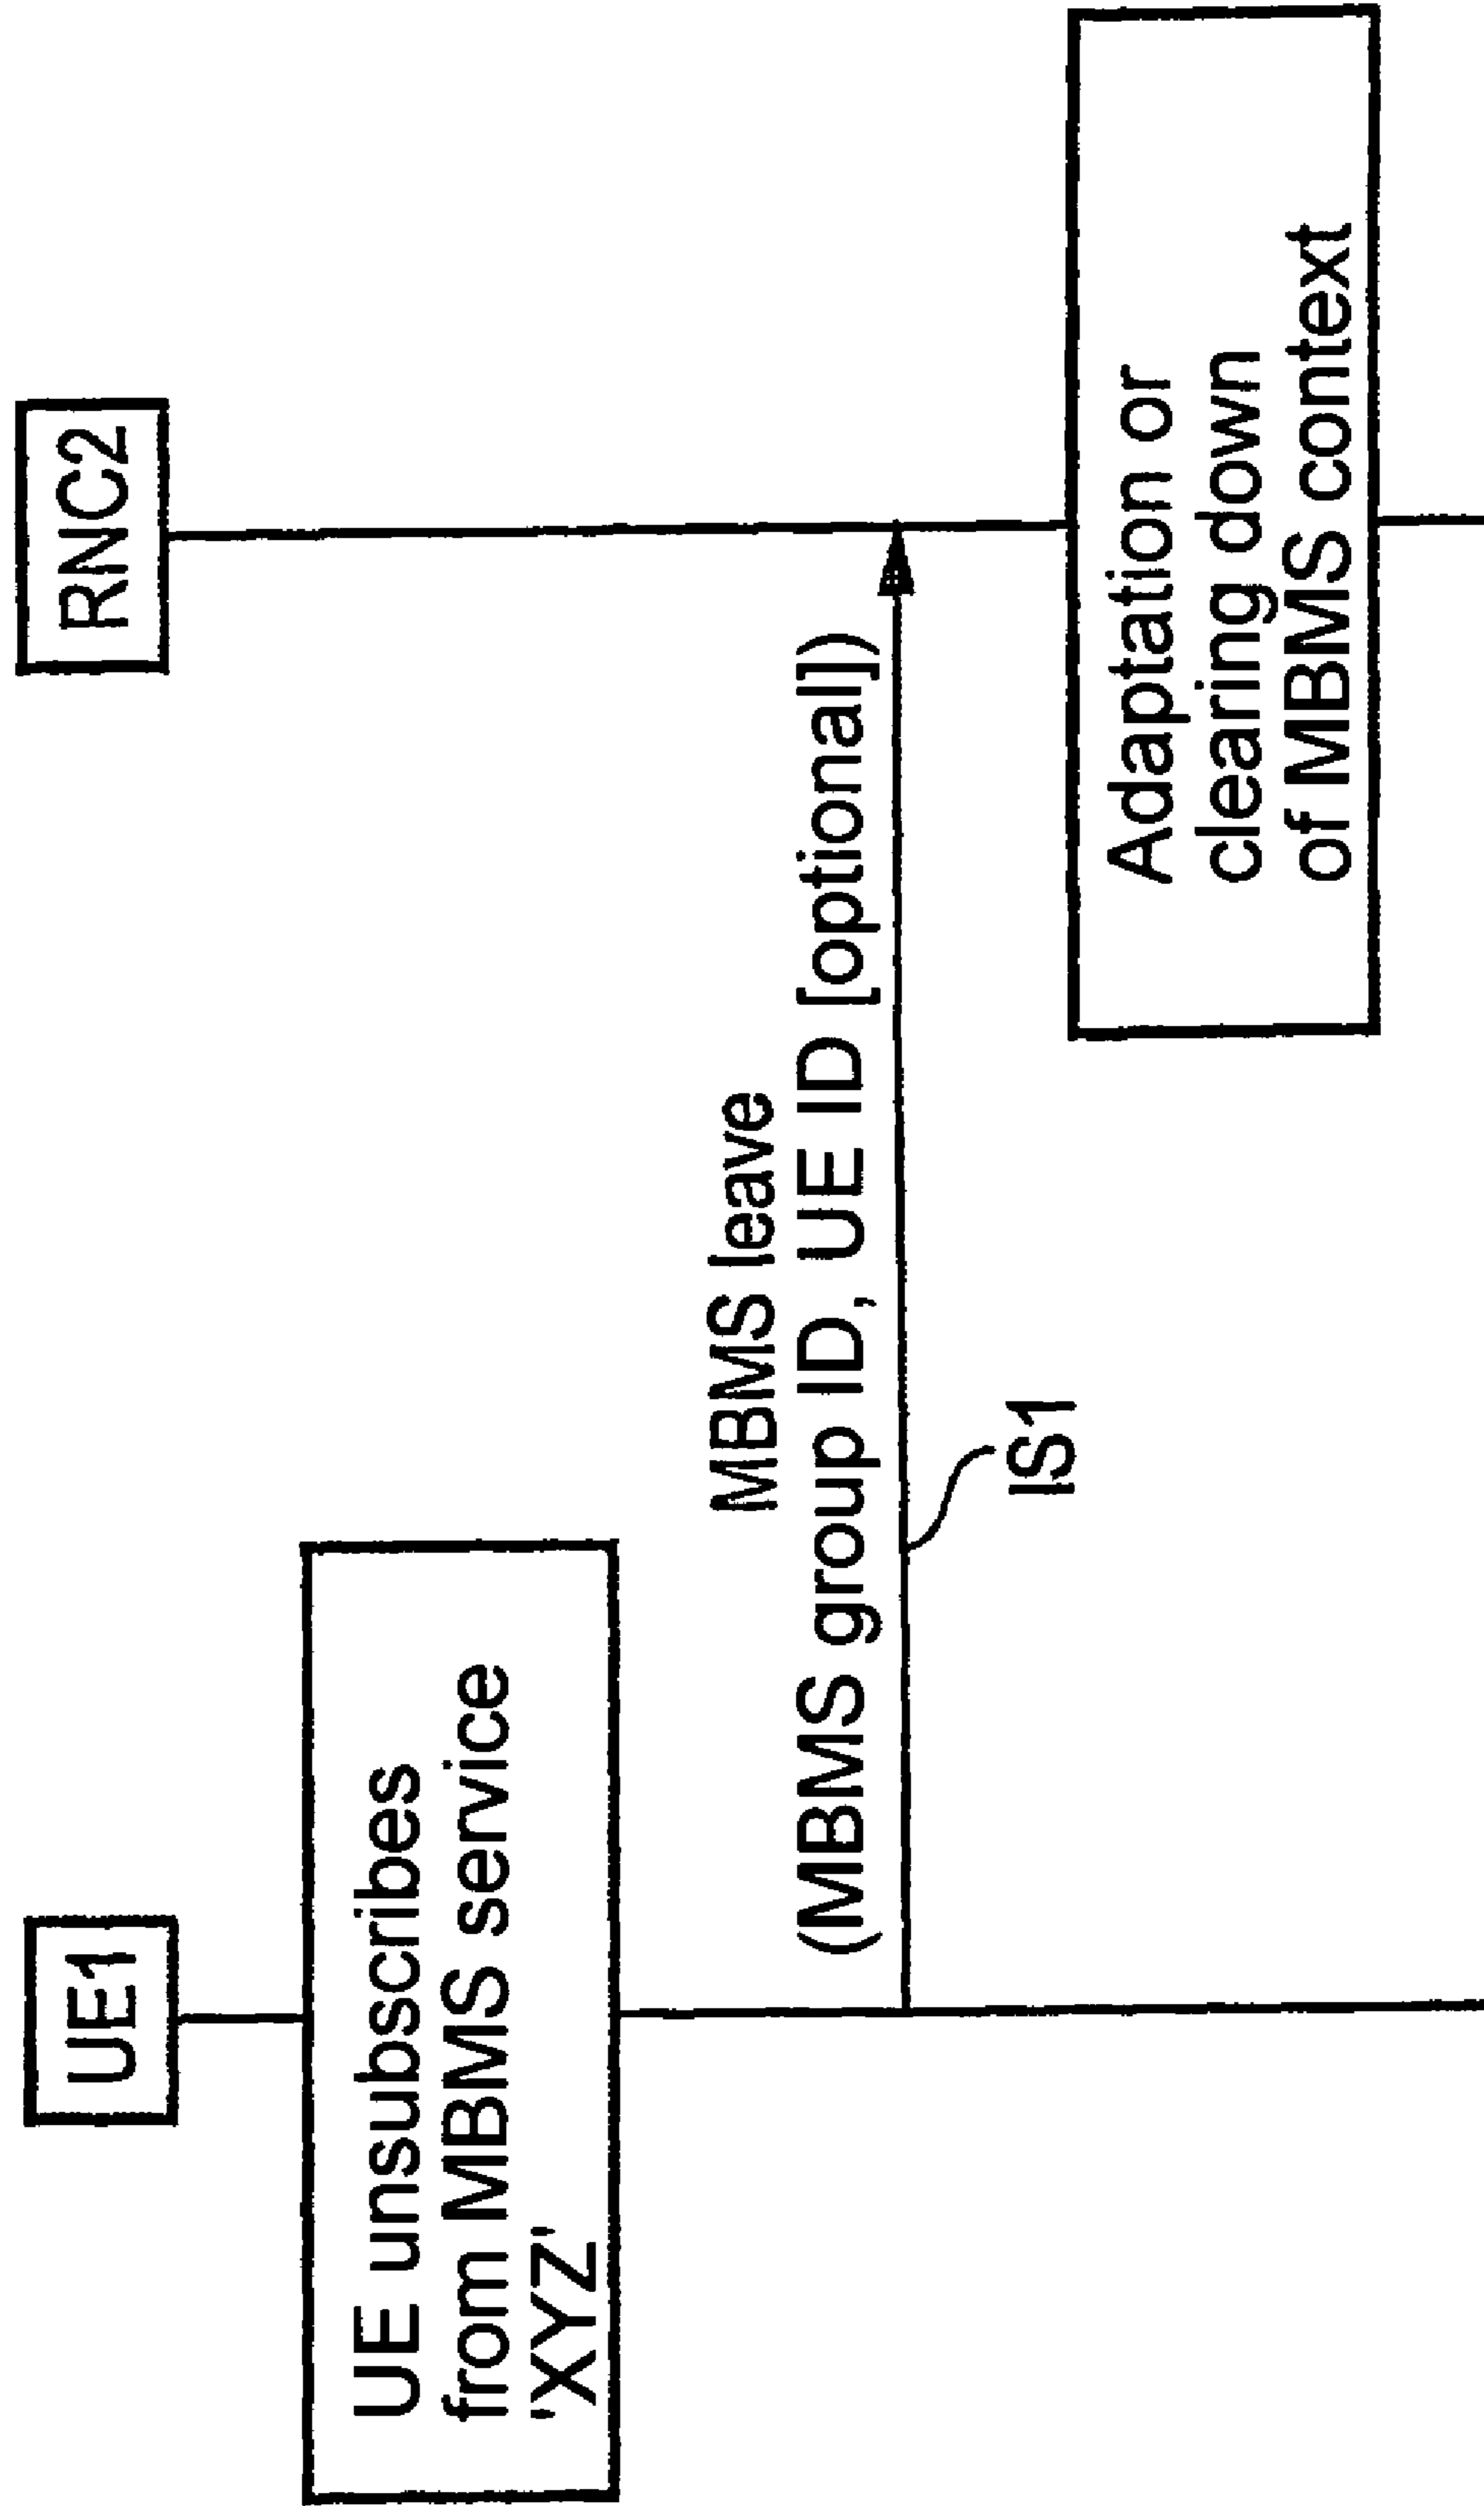 UE1
RNC2
UE unsubscribes
from MBMS service
'XYZ'
MBMS leave
(MBMS group ID, UE ID [optional])
IS1
Adaptation or
clearing down
of MBMS context